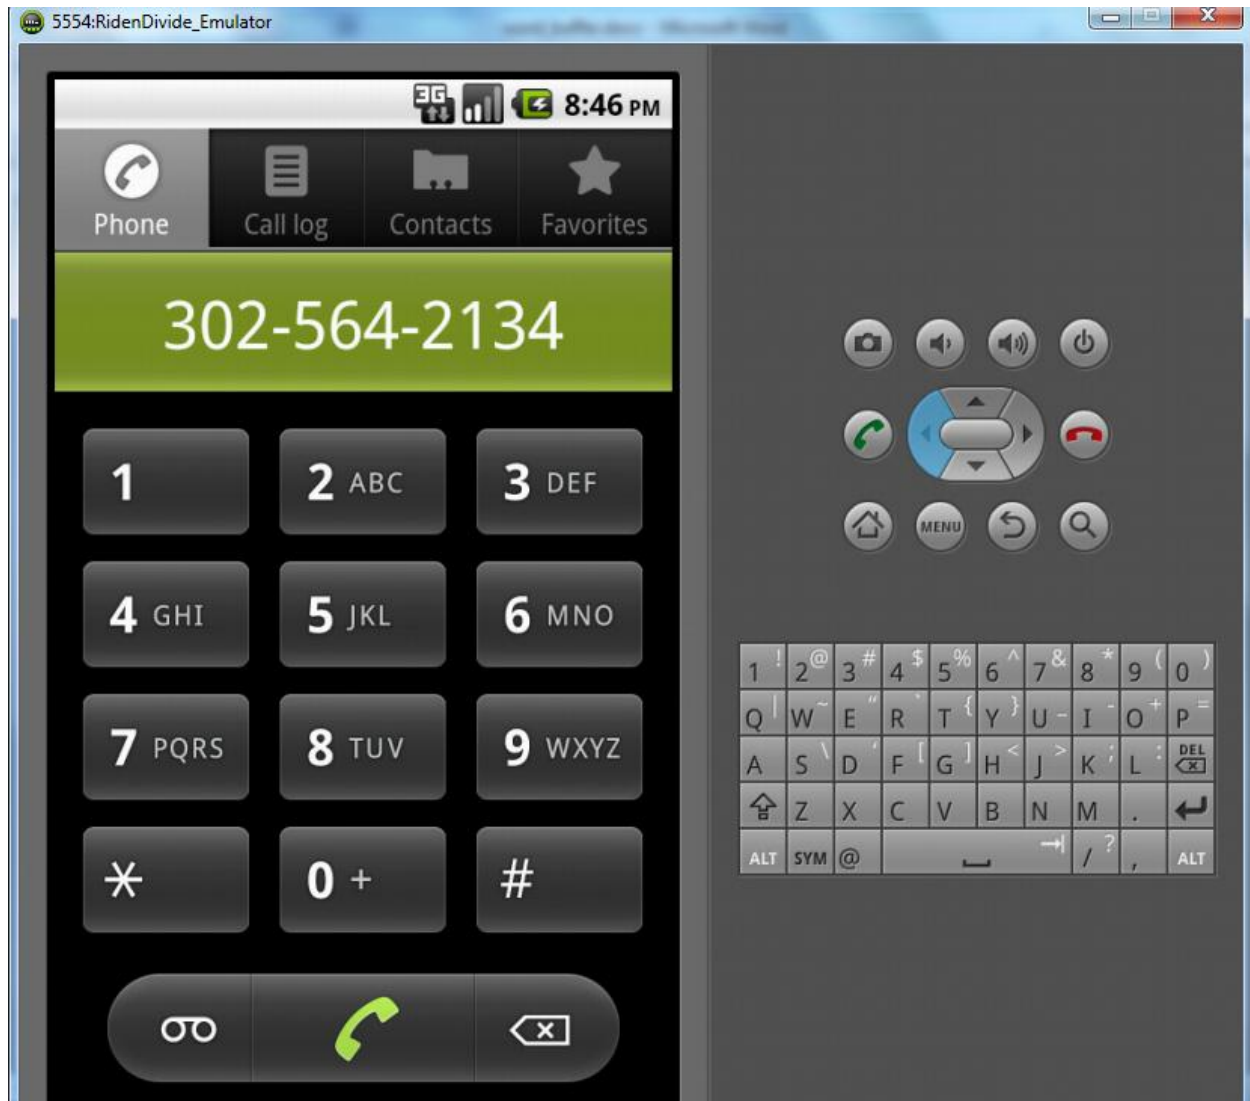 5554:RidenDivide_Emulator
3G 8:46 PM
Phone Call log Contacts Favorites
302-564-2134
1 2 ABC 3 DEF
4 GHI 5 JKL 6 MNO
7 PQRS 8 TUV 9 WXYZ
* 0 + #
MENU
1 ! 2 @ 3 # 4 $ 5 % 6 ^ 7 & 8 * 9 ( 0 )
Q | W ~ E " R ` T { Y } U _ I - O + P =
A S \ D ' F [ G ] H < J > K ; L : DEL
Z X C V B N M .
ALT SYM @ / ? , ALT